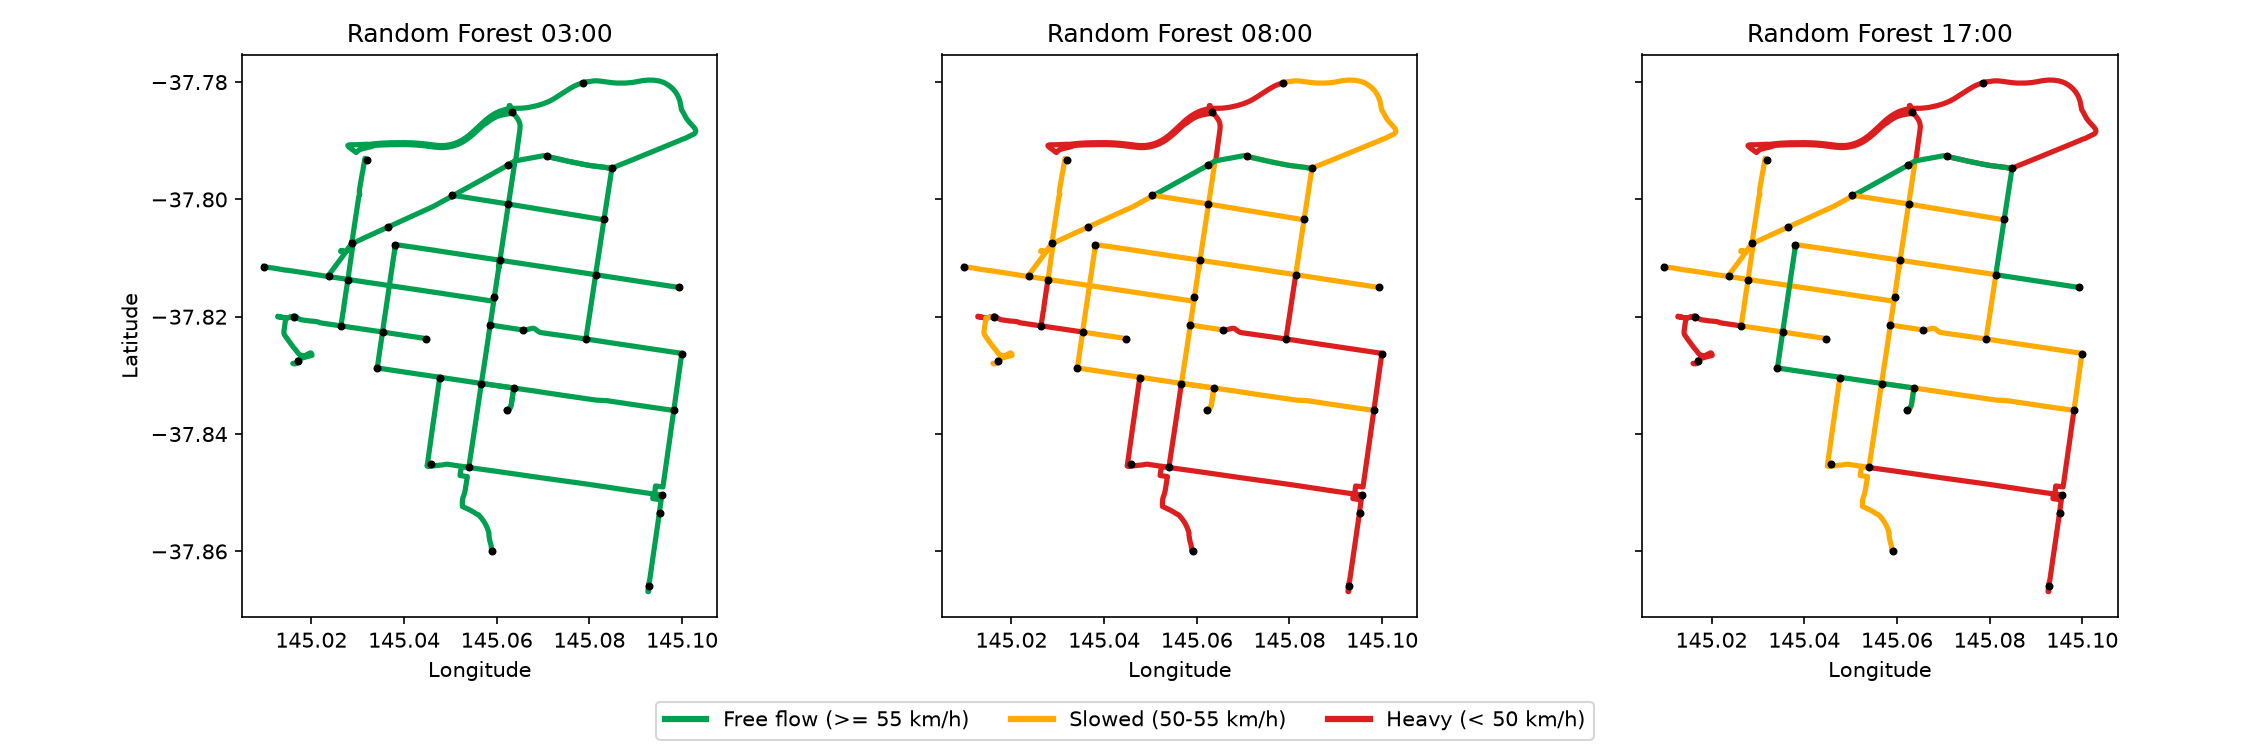 Random Forest 03:00
Random Forest 08:00
Random Forest 17:00
−37.78
−37.80
−37.82
−37.84
−37.86
Latitude
145.02 145.04 145.06 145.08 145.10
145.02 145.04 145.06 145.08 145.10
145.02 145.04 145.06 145.08 145.10
Longitude
Longitude
Longitude
Free flow (>= 55 km/h)
Slowed (50-55 km/h)
Heavy (< 50 km/h)